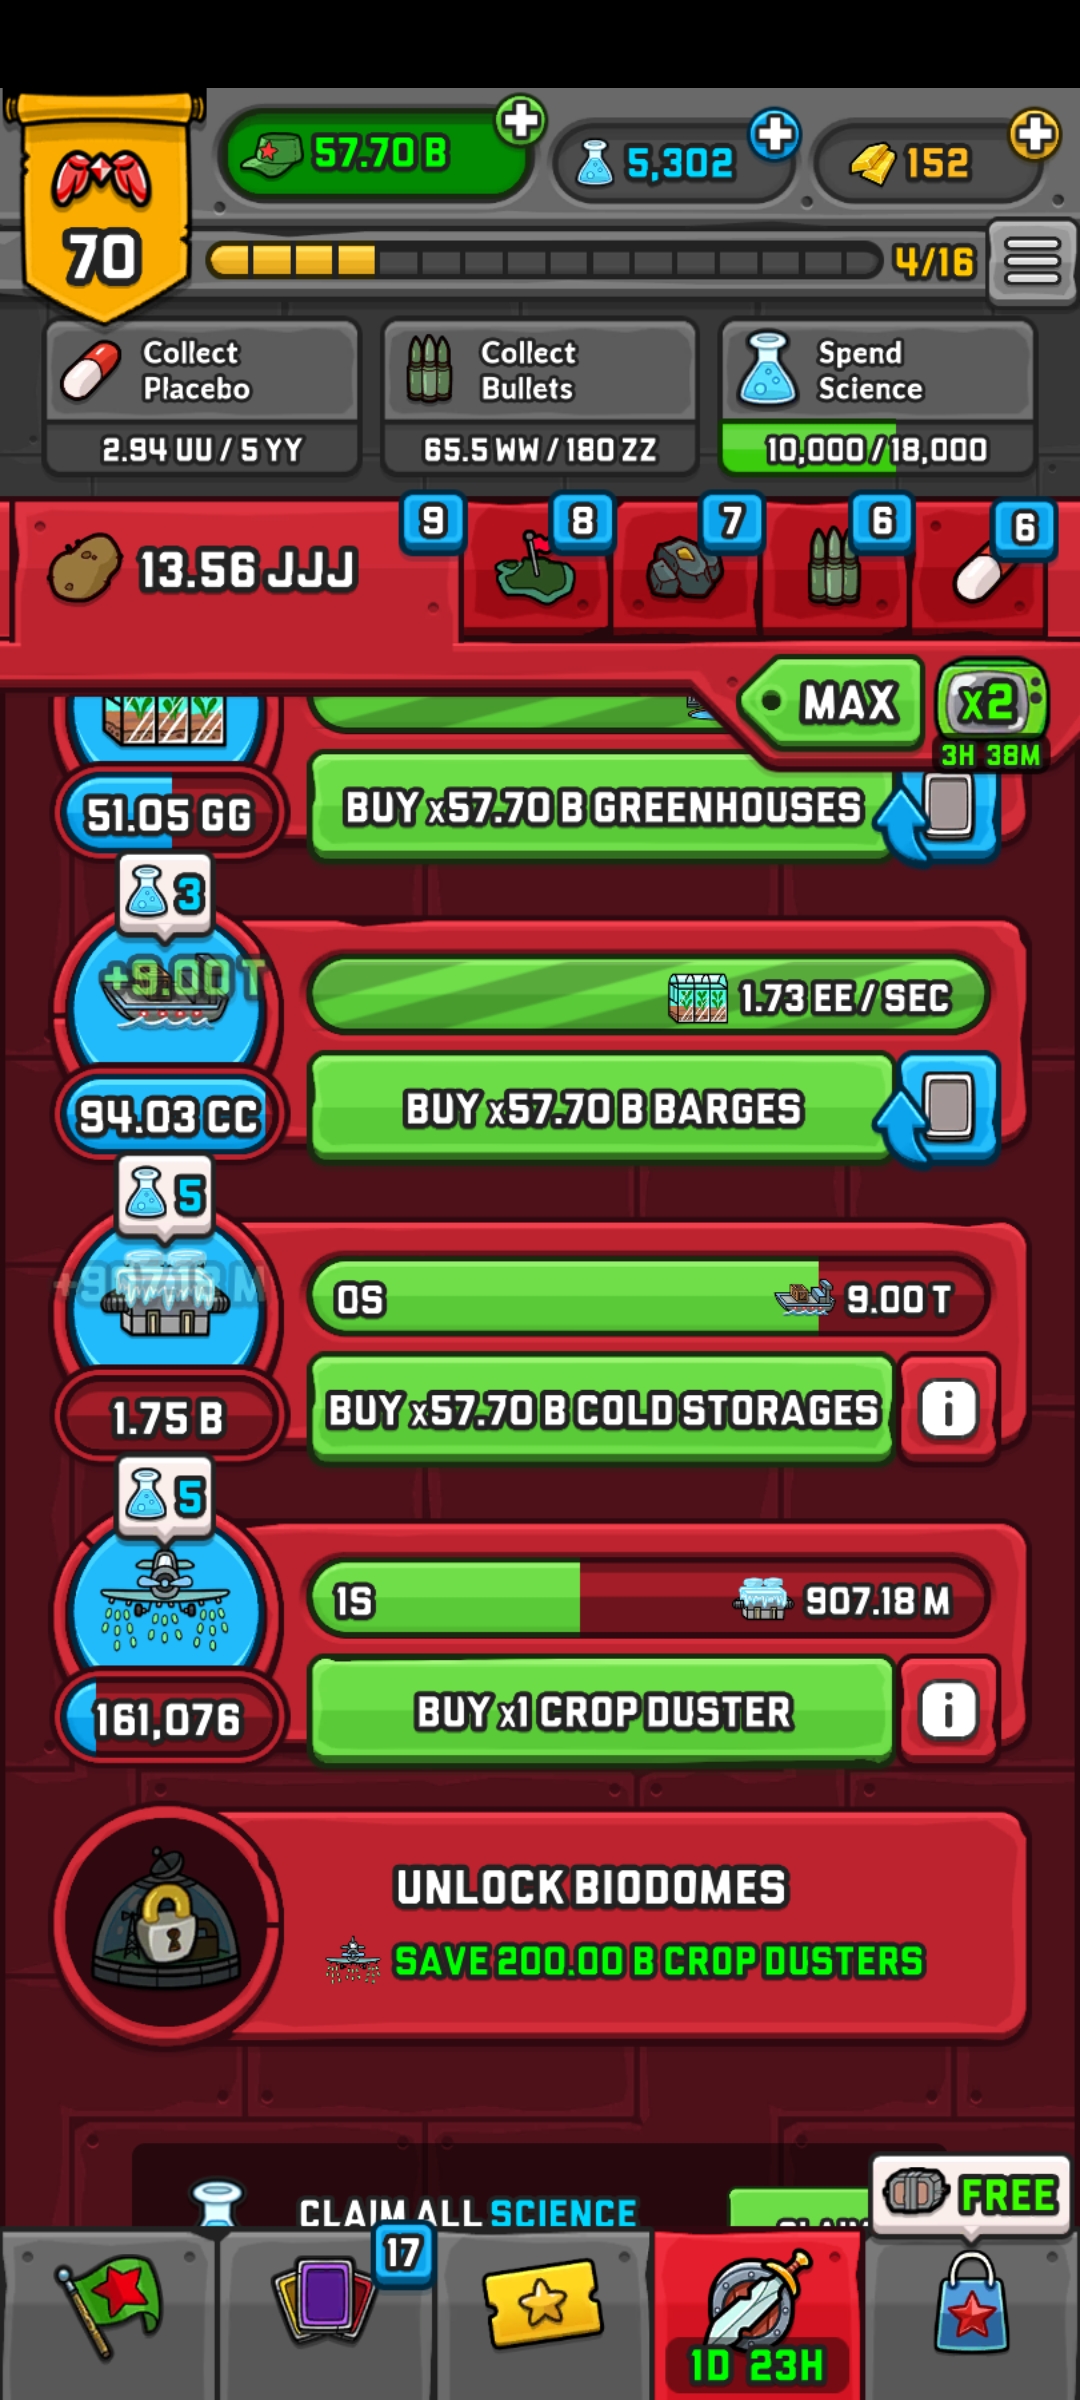 57.70 B
5,302
152
70
4/16
Collect
Placebo
2.94 UU / 5 YY
Collect
Bullets
65.5 WW / 180 ZZ
Spend
Science
10,000 / 18,000
13.56 JJJ
9
8
7
6
6
MAX
x2
3H 38M
51.05 GG
BUY x57.70 B GREENHOUSES
3
+9.00 T
1.73 EE / SEC
94.03 CC
BUY x57.70 B BARGES
5
+907.18 M
0S
9.00 T
1.75 B
BUY x57.70 B COLD STORAGES
i
5
1S
907.18 M
161,076
BUY x1 CROP DUSTER
i
UNLOCK BIODOMES
SAVE 200.00 B CROP DUSTERS
CLAIM ALL SCIENCE
FREE
17
1D 23H